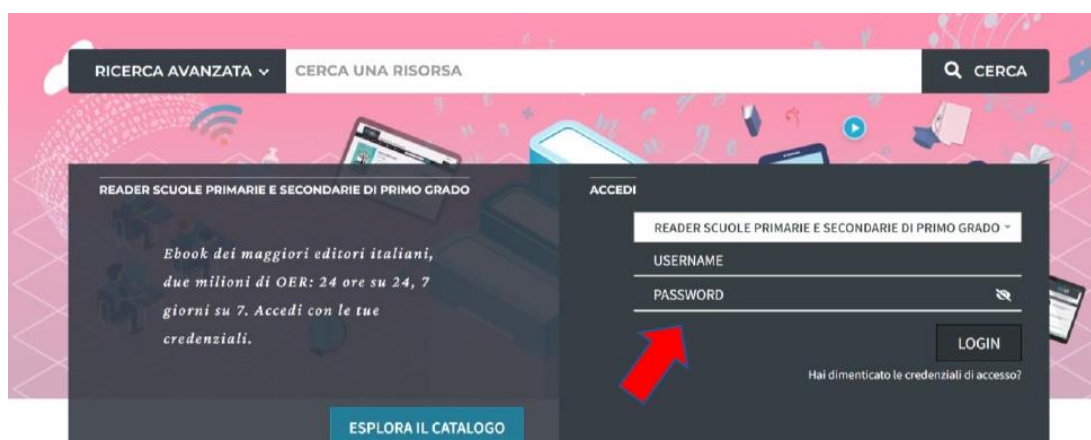 RICERCA AVANZATA
CERCA UNA RISORSA
CERCA
READER SCUOLE PRIMARIE E SECONDARIE DI PRIMO GRADO
Ebook dei maggiori editori italiani,
due milioni di OER: 24 ore su 24, 7
giorni su 7. Accedi con le tue
credenziali.
ESPLORA IL CATALOGO
ACCEDI
READER SCUOLE PRIMARIE E SECONDARIE DI PRIMO GRADO
USERNAME
PASSWORD
LOGIN
Hai dimenticato le credenziali di accesso?